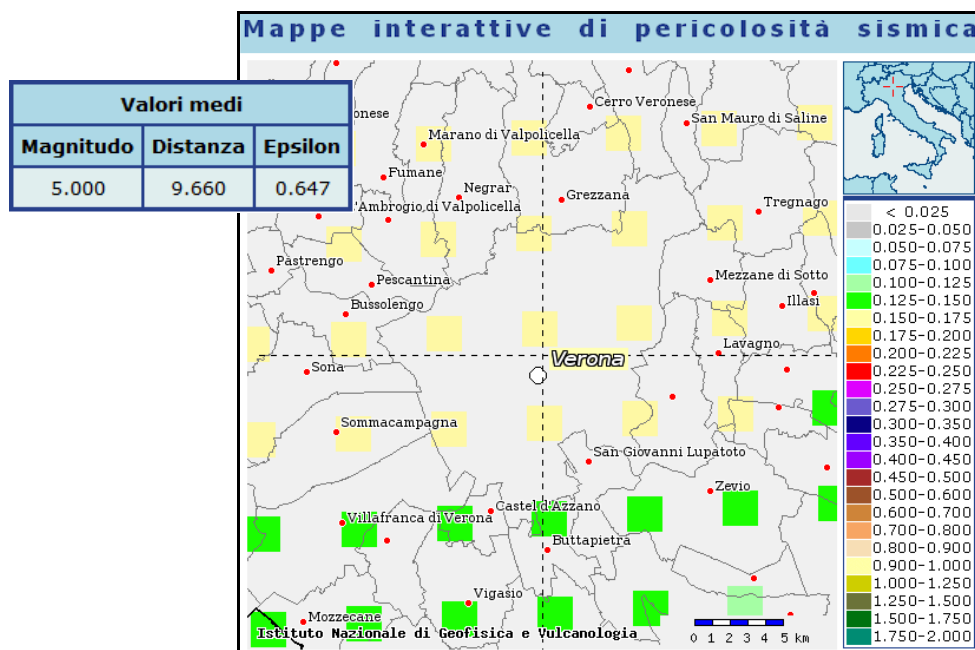 Mappe interattive di pericolosità sismica
Valori medi
Magnitudo Distanza Epsilon
5.000 9.660 0.647
onese
Cerro Veronese
San Mauro di Saline
Marano di Valpolicella
Fumane
Negrar
Grezzana
'Ambrogio di Valpolicella
Tregnago
Pastrengo
Pescantina
Mezzane di Sotto
Illasi
Bussolengo
Lavagno
Verona
Sona
Sommacampagna
San Giovanni Lupatoto
Zevio
Castel d'Azzano
Villafranca di Verona
Buttapietra
Vigasio
Mozzecane
Istituto Nazionale di Geofisica e Vulcanologia
0 1 2 3 4 5 km
< 0.025
0.025-0.050
0.050-0.075
0.075-0.100
0.100-0.125
0.125-0.150
0.150-0.175
0.175-0.200
0.200-0.225
0.225-0.250
0.250-0.275
0.275-0.300
0.300-0.350
0.350-0.400
0.400-0.450
0.450-0.500
0.500-0.600
0.600-0.700
0.700-0.800
0.800-0.900
0.900-1.000
1.000-1.250
1.250-1.500
1.500-1.750
1.750-2.000